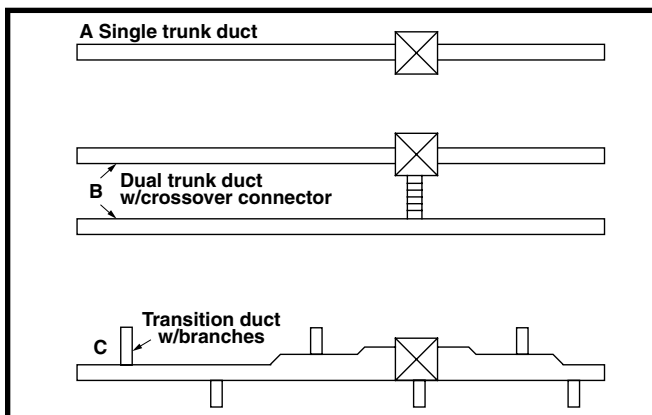 A Single trunk duct
B Dual trunk duct
w/crossover connector
C Transition duct
w/branches